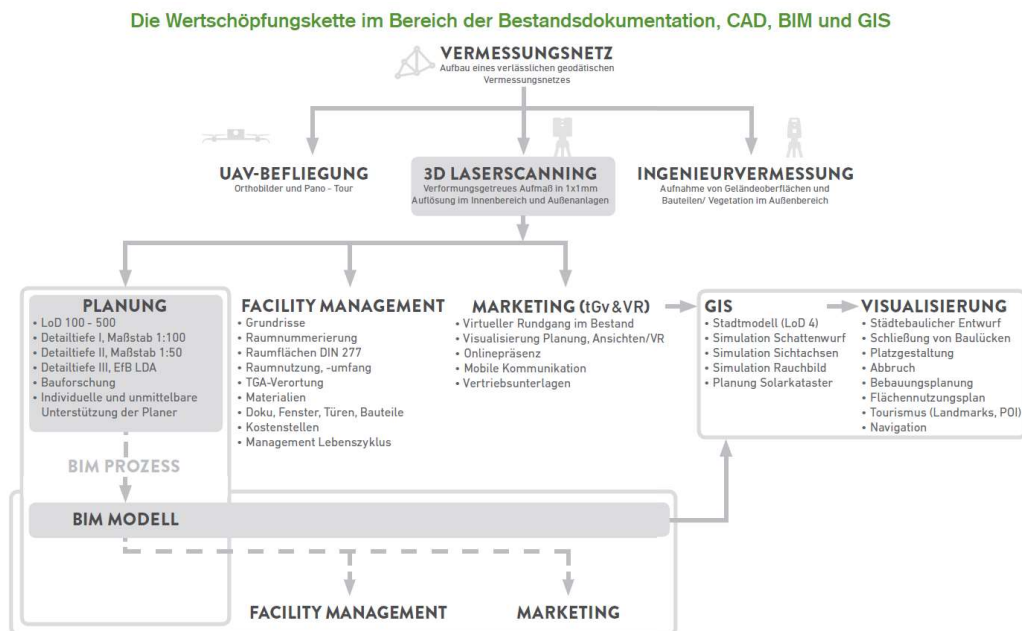 Die Wertschöpfungskette im Bereich der Bestandsdokumentation, CAD, BIM und GIS
VERMESSUNGSNETZ
Aufbau eines verlässlichen geodätischen
Vermessungsnetzes
UAV-BEFLIEGUNG
Orthobilder und Pano - Tour
3D LASERSCANNING
Verformungsgetreues Aufmaß in 1x1mm
Auflösung im Innenbereich und Außenanlagen
INGENIEURVERMESSUNG
Aufnahme von Geländeoberflächen und
Bauteilen/ Vegetation im Außenbereich
PLANUNG
• LoD 100 - 500
• Detailtiefe I, Maßstab 1:100
• Detailtiefe II, Maßstab 1:50
• Detailtiefe III, EfB LDA
• Bauforschung
• Individuelle und unmittelbare
Unterstützung der Planer
FACILITY MANAGEMENT
• Grundrisse
• Raumnummerierung
• Raumflächen DIN 277
• Raumnutzung, -umfang
• TGA-Verortung
• Materialien
• Doku, Fenster, Türen, Bauteile
• Kostenstellen
• Management Lebenszyklus
MARKETING (tGv&VR)
• Virtueller Rundgang im Bestand
• Visualisierung Planung, Ansichten/VR
• Onlinepräsenz
• Mobile Kommunikation
• Vertriebsunterlagen
GIS
• Stadtmodell (LoD 4)
• Simulation Schattenwurf
• Simulation Sichtachsen
• Simulation Rauchbild
• Planung Solarkataster
VISUALISIERUNG
• Städtebaulicher Entwurf
• Schließung von Baulücken
• Platzgestaltung
• Abbruch
• Bebauungsplanung
• Flächennutzungsplan
• Tourismus (Landmarks, POI)
• Navigation
BIM PROZESS
BIM MODELL
FACILITY MANAGEMENT
MARKETING